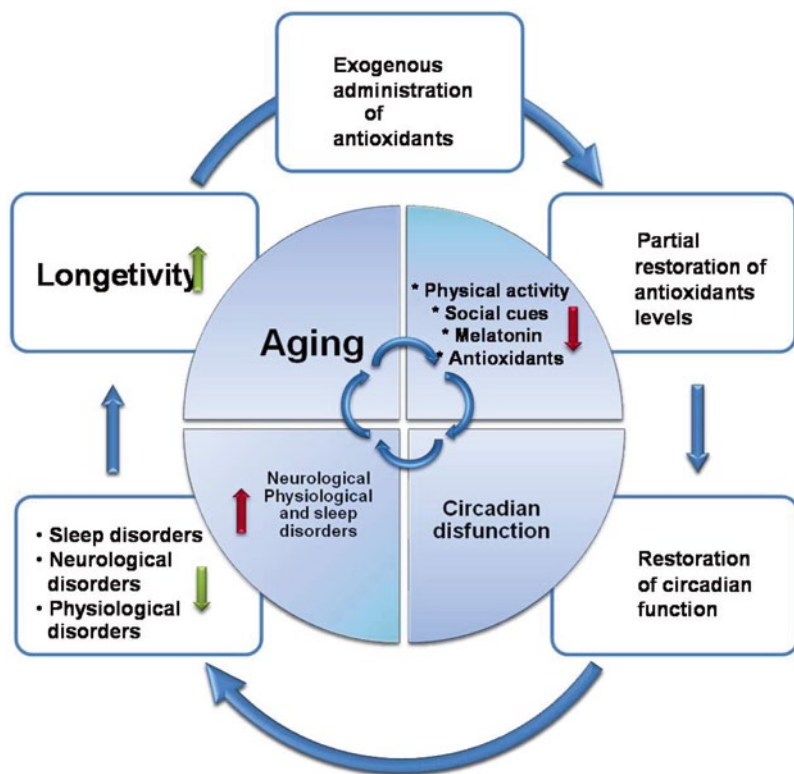 Exogenous
administration
of
antioxidants
Partial
restoration of
antioxidants
levels
Restoration
of circadian
function
• Sleep disorders
• Neurological
disorders
• Physiological
disorders
Longetivity
Aging
* Physical activity
* Social cues
* Melatonin
* Antioxidants
Circadian
disfunction
Neurological
Physiological
and sleep
disorders